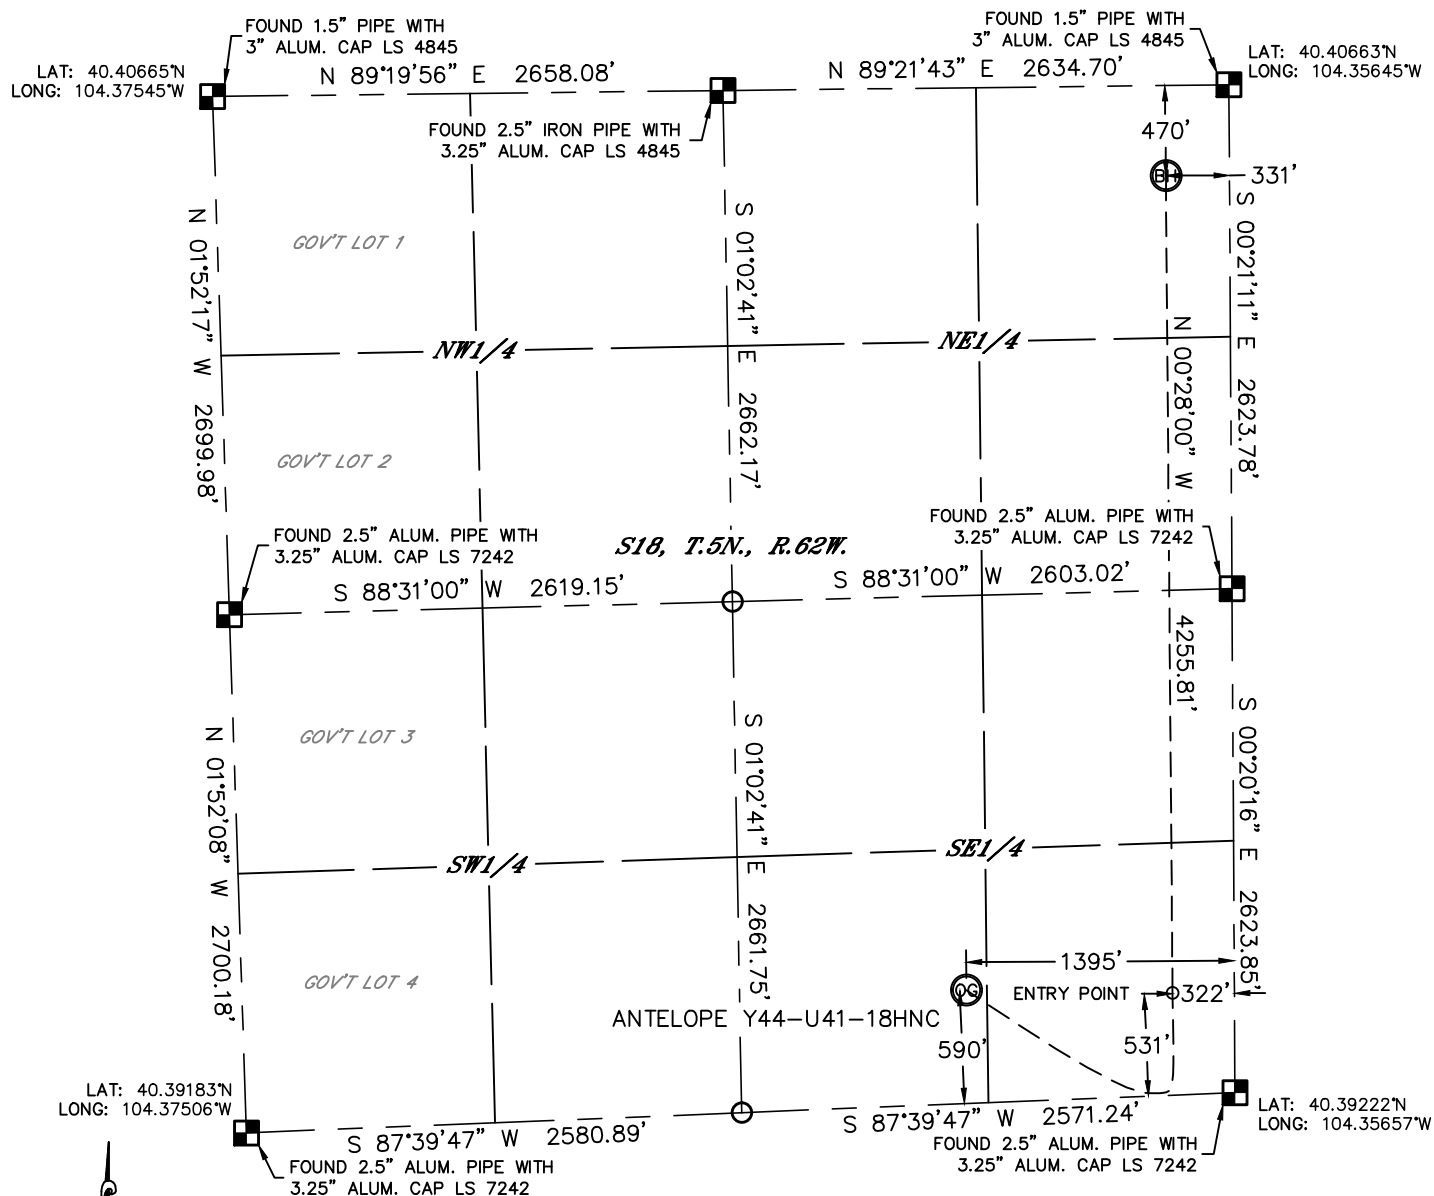 FOUND 1.5" PIPE WITH
3" ALUM. CAP LS 4845
FOUND 1.5" PIPE WITH
3" ALUM. CAP LS 4845
LAT: 40.40665°N
LONG: 104.37545°W
N 89°19'56" E 2658.08'
N 89°21'43" E 2634.70'
LAT: 40.40663°N
LONG: 104.35645°W
FOUND 2.5" IRON PIPE WITH
3.25" ALUM. CAP LS 4845
470'
BH
331'
N 01°52'17" W 2699.98'
GOV'T LOT 1
S 01°02'41" E 2662.17'
S 00°21'11" E 2623.78'
N 00°28'00" W 4255.81'
NW1/4
NE1/4
GOV'T LOT 2
FOUND 2.5" ALUM. PIPE WITH
3.25" ALUM. CAP LS 7242
S18, T.5N., R.62W.
FOUND 2.5" ALUM. PIPE WITH
3.25" ALUM. CAP LS 7242
S 88°31'00" W 2619.15'
S 88°31'00" W 2603.02'
N 01°52'08" W 2700.18'
GOV'T LOT 3
S 01°02'41" E 2661.75'
S 00°20'16" E 2623.85'
SW1/4
SE1/4
GOV'T LOT 4
1395'
OG
ENTRY POINT
322'
ANTELOPE Y44-U41-18HNC
590'
531'
LAT: 40.39183°N
LONG: 104.37506°W
S 87°39'47" W 2580.89'
S 87°39'47" W 2571.24'
LAT: 40.39222°N
LONG: 104.35657°W
FOUND 2.5" ALUM. PIPE WITH
3.25" ALUM. CAP LS 7242
FOUND 2.5" ALUM. PIPE WITH
3.25" ALUM. CAP LS 7242